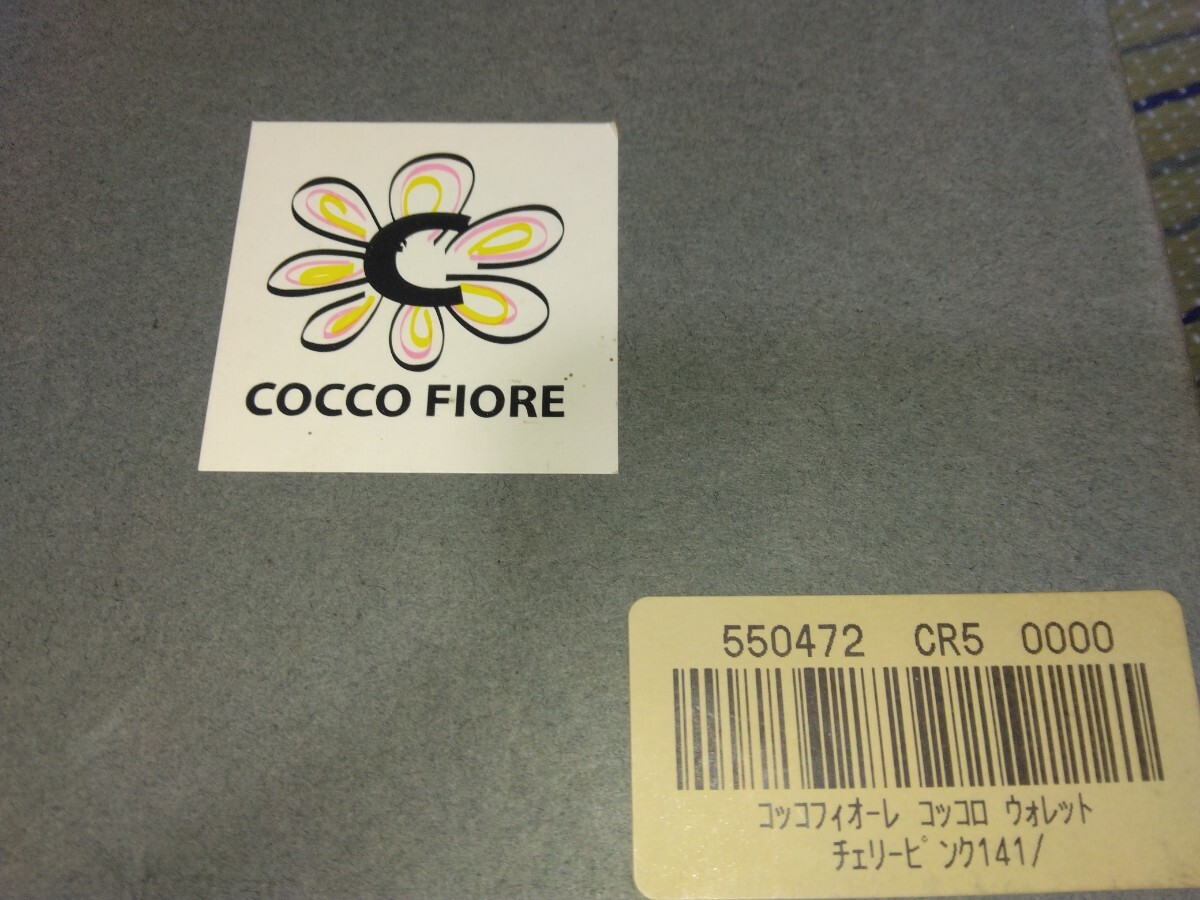 C
COCCO FIORE
550472 CR5 0000
コッコフィオーレ コッコロ ウォレット
チェリーピンク141/